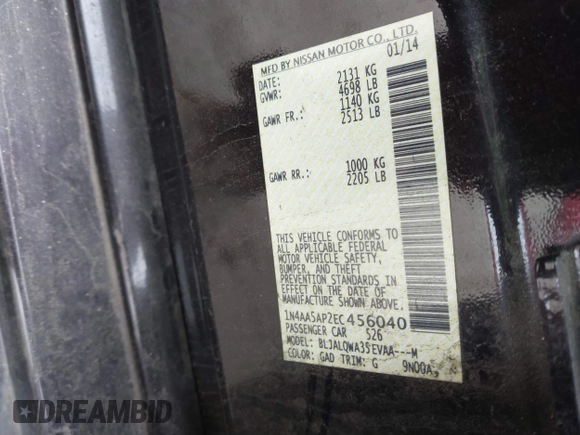 MFD BY NISSAN MOTOR CO., LTD.
DATE: 01/14
GVWR: 2131 KG
4698 LB
GAWR FR.: 1140 KG
2513 LB
GAWR RR.: 1000 KG
2205 LB
THIS VEHICLE CONFORMS TO
ALL APPLICABLE FEDERAL
MOTOR VEHICLE SAFETY,
BUMPER, AND THEFT
PREVENTION STANDARDS IN
EFFECT ON THE DATE OF
MANUFACTURE SHOWN ABOVE.
1N4AA5AP2EC456040
PASSENGER CAR 526
MODEL: BLJALQWA35EVAA---M
COLOR: GAD TRIM: G 9N00A
DREAMBID